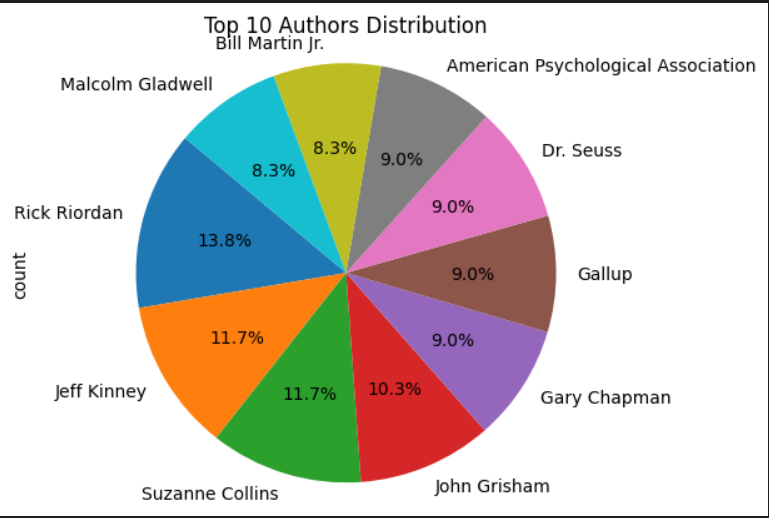 Top 10 Authors Distribution
Bill Martin Jr.
American Psychological Association
Malcolm Gladwell
8.3%
Dr. Seuss
9.0%
8.3%
9.0%
Rick Riordan
13.8%
count
9.0%
Gallup
11.7%
9.0%
Jeff Kinney
11.7%
10.3%
Gary Chapman
Suzanne Collins
John Grisham